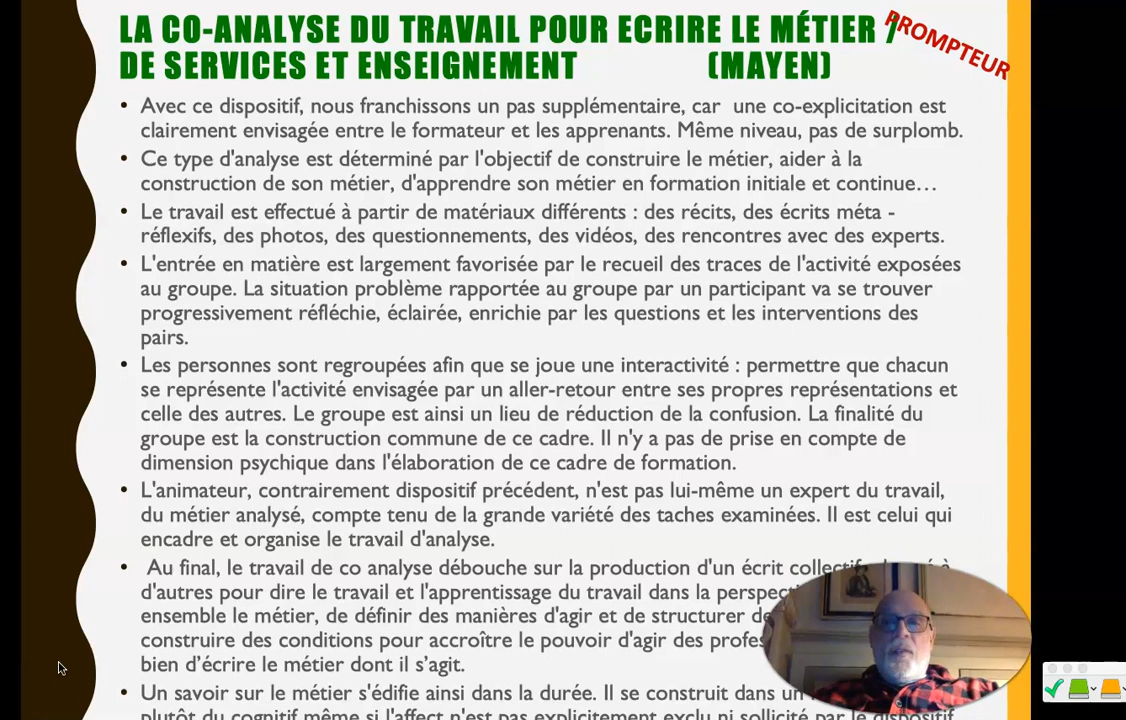 LA CO-ANALYSE DU TRAVAIL POUR ECRIRE LE MÉTIER /
DE SERVICES ET ENSEIGNEMENT (MAYEN)
PROMPTEUR
• Avec ce dispositif, nous franchissons un pas supplémentaire, car une co-explicitation est
clairement envisagée entre le formateur et les apprenants. Même niveau, pas de surplomb.
• Ce type d'analyse est déterminé par l'objectif de construire le métier, aider à la
construction de son métier, d'apprendre son métier en formation initiale et continue…
• Le travail est effectué à partir de matériaux différents : des récits, des écrits méta -
réflexifs, des photos, des questionnements, des vidéos, des rencontres avec des experts.
• L'entrée en matière est largement favorisée par le recueil des traces de l'activité exposées
au groupe. La situation problème rapportée au groupe par un participant va se trouver
progressivement réfléchie, éclairée, enrichie par les questions et les interventions des
pairs.
• Les personnes sont regroupées afin que se joue une interactivité : permettre que chacun
se représente l'activité envisagée par un aller-retour entre ses propres représentations et
celle des autres. Le groupe est ainsi un lieu de réduction de la confusion. La finalité du
groupe est la construction commune de ce cadre. Il n'y a pas de prise en compte de
dimension psychique dans l'élaboration de ce cadre de formation.
• L'animateur, contrairement dispositif précédent, n'est pas lui-même un expert du travail,
du métier analysé, compte tenu de la grande variété des taches examinées. Il est celui qui
encadre et organise le travail d'analyse.
• Au final, le travail de co analyse débouche sur la production d'un écrit
d'autres pour dire le travail et l'apprentissage du travail dans la
ensemble le métier, de définir des manières d'agir et de structurer
construire des conditions pour accroître le pouvoir d'agir des
bien d'écrire le métier dont il s'agit.
• Un savoir sur le métier s'édifie ainsi dans la durée. Il se construit dans
plutôt du cognitif même si l'affect n'est pas explicitement exclu ni sollicité par le dispositif